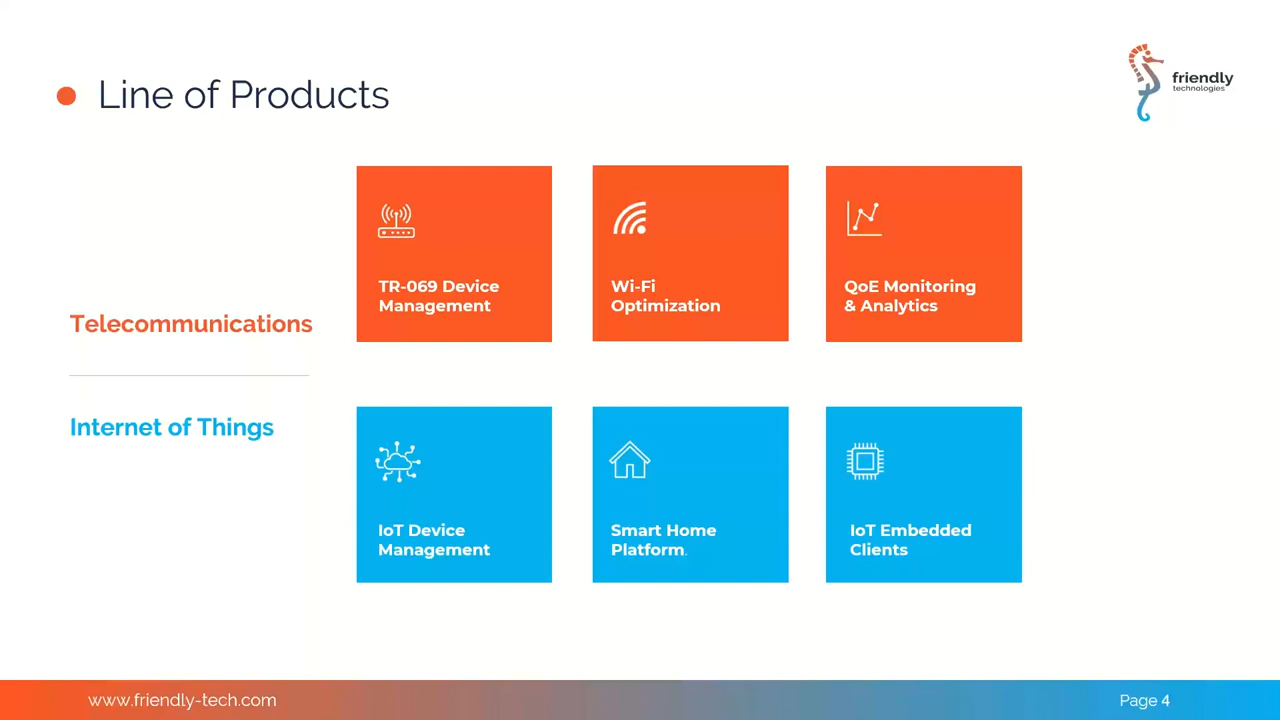 Line of Products
friendly
technologies
TR-069 Device
Management
Wi-Fi
Optimization
QoE Monitoring
& Analytics
Telecommunications
Internet of Things
IoT Device
Management
Smart Home
Platform.
IoT Embedded
Clients
www.friendly-tech.com
Page 4